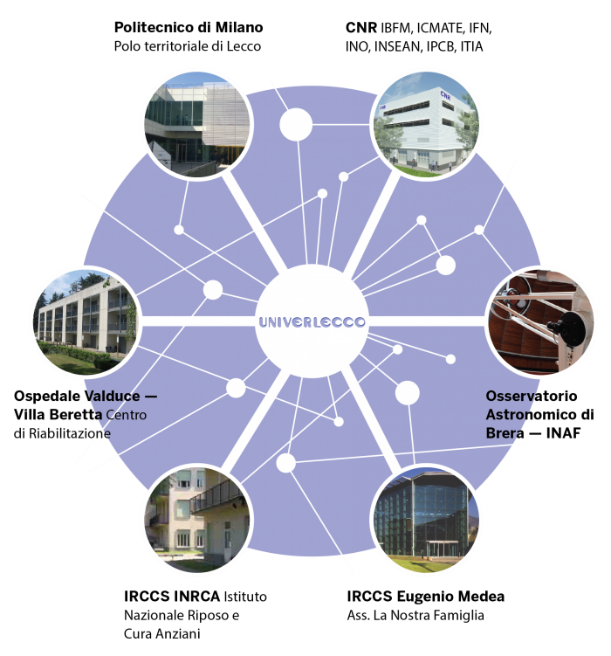 Politecnico di Milano
Polo territoriale di Lecco
CNR IBFM, ICMATE, IFN,
INO, INSEAN, IPCB, ITIA
CNR
UNIVERLECCO
Ospedale Valduce —
Villa Beretta Centro
di Riabilitazione
Osservatorio
Astronomico di
Brera — INAF
IRCCS INRCA Istituto
Nazionale Riposo e
Cura Anziani
IRCCS Eugenio Medea
Ass. La Nostra Famiglia